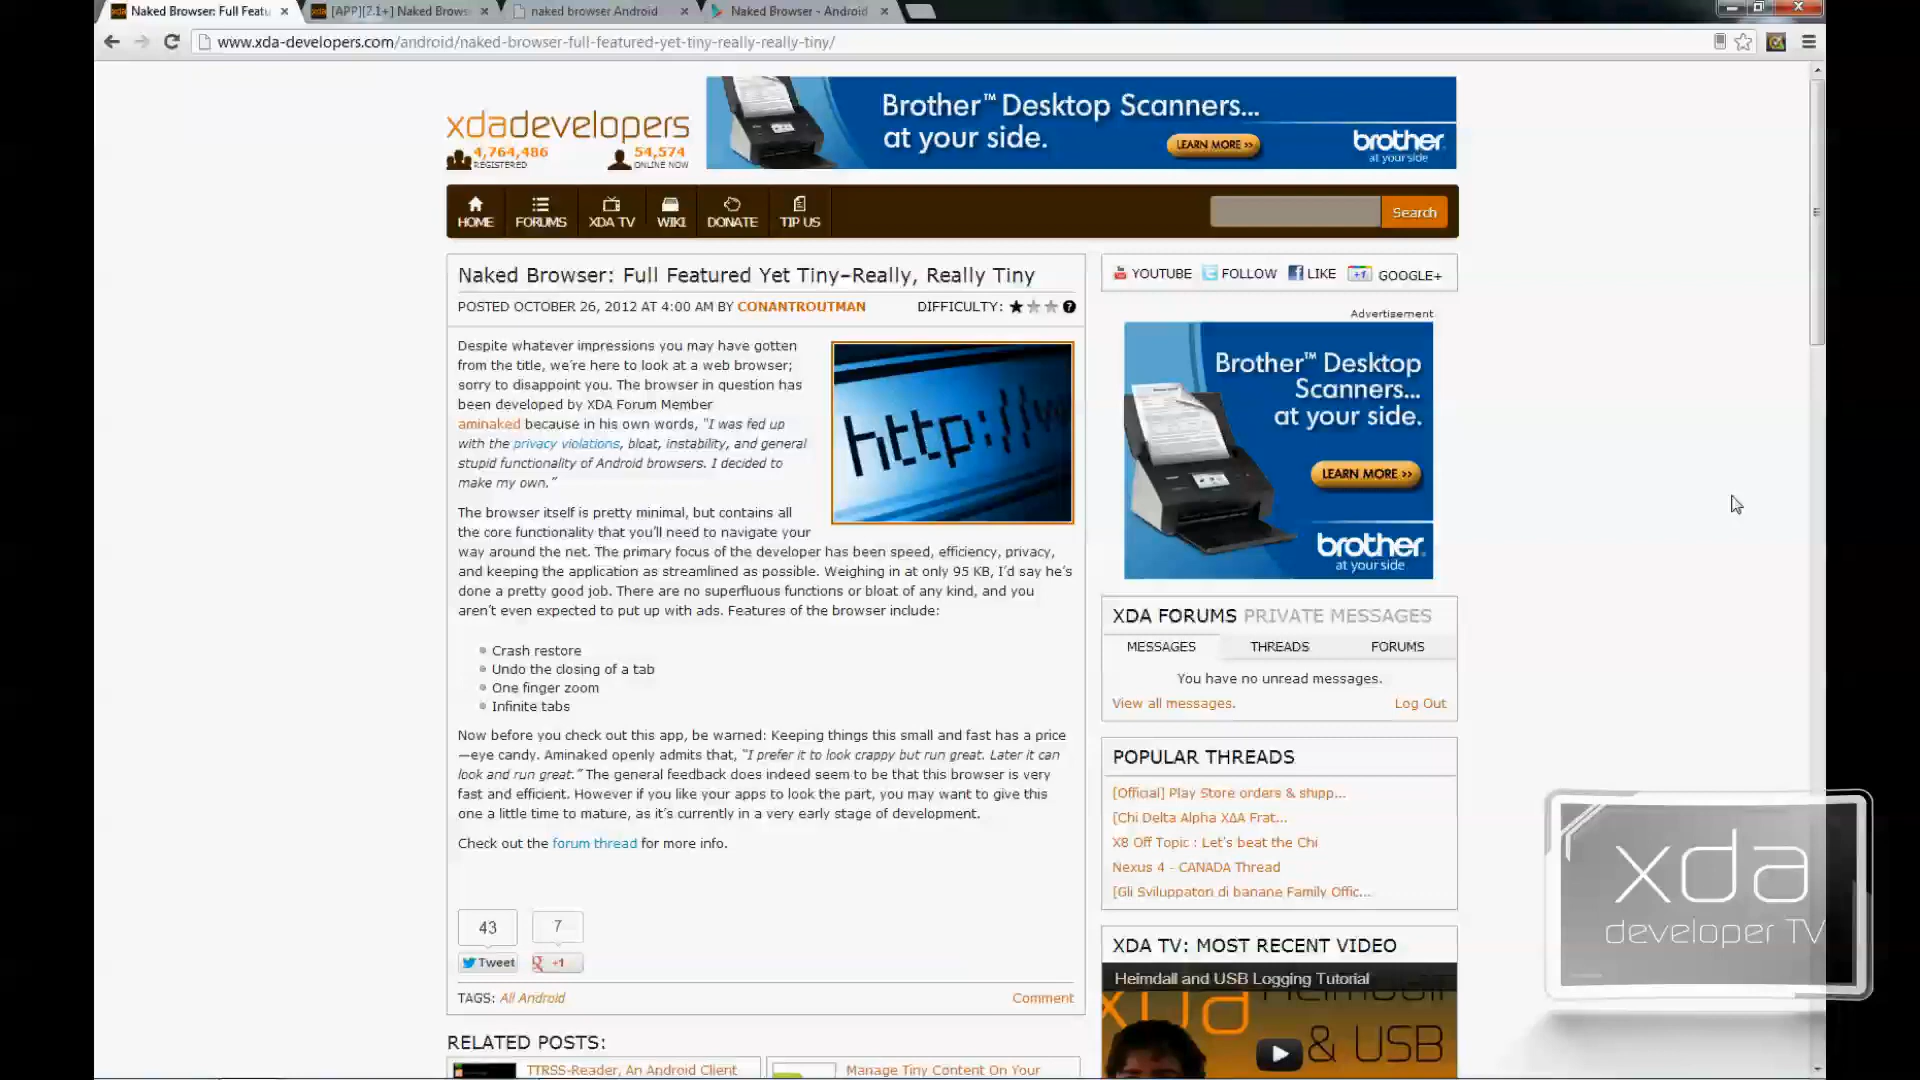 Naked Browser: Full Featu
[APP][2.1+] Naked Brows
naked browser Android
Naked Browser - Android
www.xda-developers.com/android/naked-browser-full-featured-yet-tiny-really-really-tiny/
xdadevelopers
4,764,486
REGISTERED
54,574
ONLINE NOW
Brother™ Desktop Scanners...
at your side.
LEARN MORE >>
brother
at your side
HOME
FORUMS
XDA TV
WIKI
DONATE
TIP US
Search
Naked Browser: Full Featured Yet Tiny–Really, Really Tiny
POSTED OCTOBER 26, 2012 AT 4:00 AM BY CONANTROUTMAN
DIFFICULTY:
Despite whatever impressions you may have gotten
from the title, we're here to look at a web browser;
sorry to disappoint you. The browser in question has
been developed by XDA Forum Member
aminaked because in his own words, "I was fed up
with the privacy violations, bloat, instability, and general
stupid functionality of Android browsers. I decided to
make my own."
http://w
The browser itself is pretty minimal, but contains all
the core functionality that you'll need to navigate your
way around the net. The primary focus of the developer has been speed, efficiency, privacy,
and keeping the application as streamlined as possible. Weighing in at only 95 KB, I'd say he's
done a pretty good job. There are no superfluous functions or bloat of any kind, and you
aren't even expected to put up with ads. Features of the browser include:
Crash restore
Undo the closing of a tab
One finger zoom
Infinite tabs
Now before you check out this app, be warned: Keeping things this small and fast has a price
—eye candy. Aminaked openly admits that, "I prefer it to look crappy but run great. Later it can
look and run great." The general feedback does indeed seem to be that this browser is very
fast and efficient. However if you like your apps to look the part, you may want to give this
one a little time to mature, as it's currently in a very early stage of development.
Check out the forum thread for more info.
43
7
Tweet
+1
TAGS: All Android
Comment
RELATED POSTS:
TTRSS-Reader, An Android Client
Manage Tiny Content On Your
YOUTUBE
FOLLOW
LIKE
+1
GOOGLE+
Advertisement
Brother™ Desktop
Scanners...
at your side.
LEARN MORE >>
brother
at your side
XDA FORUMS PRIVATE MESSAGES
MESSAGES
THREADS
FORUMS
You have no unread messages.
View all messages.
Log Out
POPULAR THREADS
[Official] Play Store orders & shipp...
[Chi Delta Alpha XΔA Frat...
X8 Off Topic : Let's beat the Chi
Nexus 4 - CANADA Thread
[Gli Sviluppatori di banane Family Offic...
XDA TV: MOST RECENT VIDEO
Heimdall and USB Logging Tutorial
xda
Heimdall
& USB
xda
developer TV